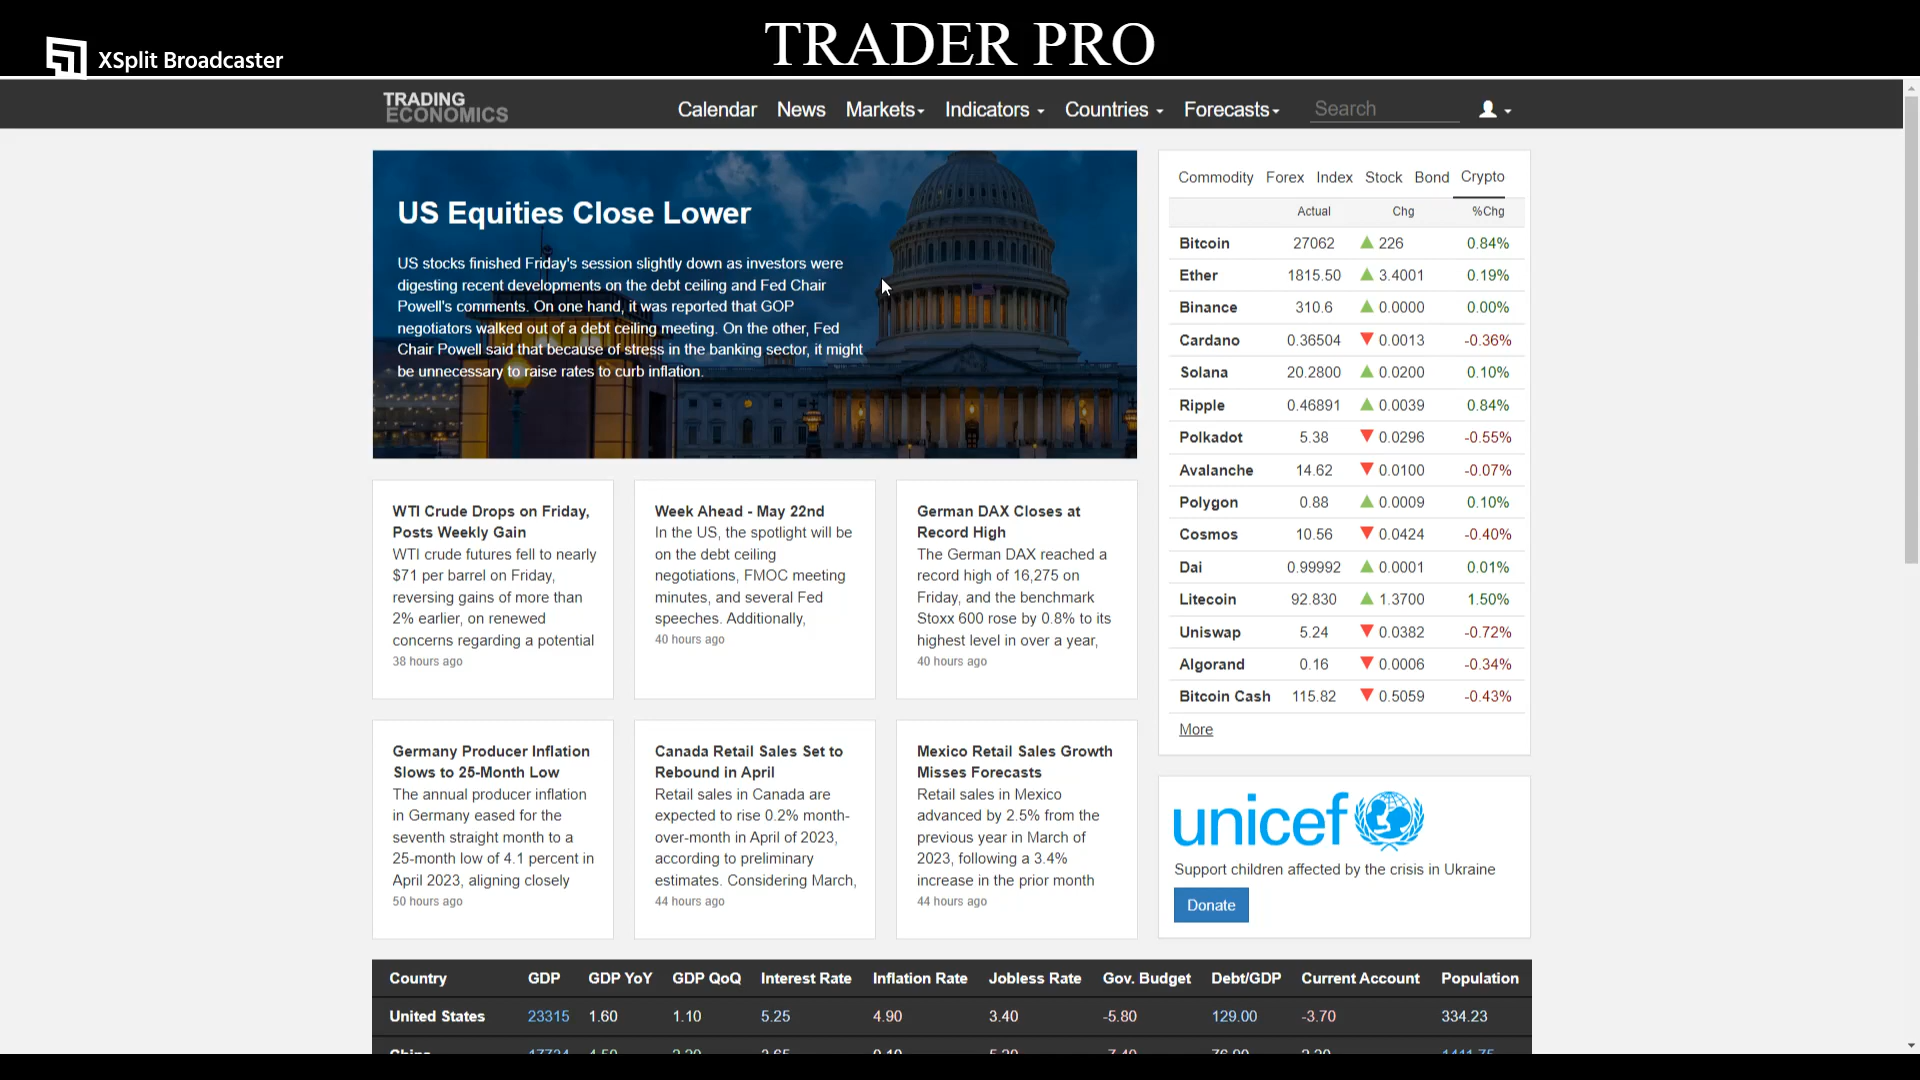 TRADER PRO
XSplit Broadcaster
TRADING
ECONOMICS
Calendar News Markets Indicators Countries Forecasts Search
US Equities Close Lower
US stocks finished Friday's session slightly down as investors were
digesting recent developments on the debt ceiling and Fed Chair
Powell's comments. On one hand, it was reported that GOP
negotiators walked out of a debt ceiling meeting. On the other, Fed
Chair Powell said that because of stress in the banking sector, it might
be unnecessary to raise rates to curb inflation.
WTI Crude Drops on Friday,
Posts Weekly Gain
WTI crude futures fell to nearly
$71 per barrel on Friday,
reversing gains of more than
2% earlier, on renewed
concerns regarding a potential
38 hours ago
Week Ahead - May 22nd
In the US, the spotlight will be
on the debt ceiling
negotiations, FMOC meeting
minutes, and several Fed
speeches. Additionally,
40 hours ago
German DAX Closes at
Record High
The German DAX reached a
record high of 16,275 on
Friday, and the benchmark
Stoxx 600 rose by 0.8% to its
highest level in over a year,
40 hours ago
Germany Producer Inflation
Slows to 25-Month Low
The annual producer inflation
in Germany eased for the
seventh straight month to a
25-month low of 4.1 percent in
April 2023, aligning closely
50 hours ago
Canada Retail Sales Set to
Rebound in April
Retail sales in Canada are
expected to rise 0.2% month-
over-month in April of 2023,
according to preliminary
estimates. Considering March,
44 hours ago
Mexico Retail Sales Growth
Misses Forecasts
Retail sales in Mexico
advanced by 2.5% from the
previous year in March of
2023, following a 3.4%
increase in the prior month
44 hours ago
Commodity Forex Index Stock Bond Crypto
Actual Chg %Chg
Bitcoin 27062 226 0.84%
Ether 1815.50 3.4001 0.19%
Binance 310.6 0.0000 0.00%
Cardano 0.36504 0.0013 -0.36%
Solana 20.2800 0.0200 0.10%
Ripple 0.46891 0.0039 0.84%
Polkadot 5.38 0.0296 -0.55%
Avalanche 14.62 0.0100 -0.07%
Polygon 0.88 0.0009 0.10%
Cosmos 10.56 0.0424 -0.40%
Dai 0.99992 0.0001 0.01%
Litecoin 92.830 1.3700 1.50%
Uniswap 5.24 0.0382 -0.72%
Algorand 0.16 0.0006 -0.34%
Bitcoin Cash 115.82 0.5059 -0.43%
More
unicef
Support children affected by the crisis in Ukraine
Donate
Country GDP GDP YoY GDP QoQ Interest Rate Inflation Rate Jobless Rate Gov. Budget Debt/GDP Current Account Population
United States 23315 1.60 1.10 5.25 4.90 3.40 -5.80 129.00 -3.70 334.23